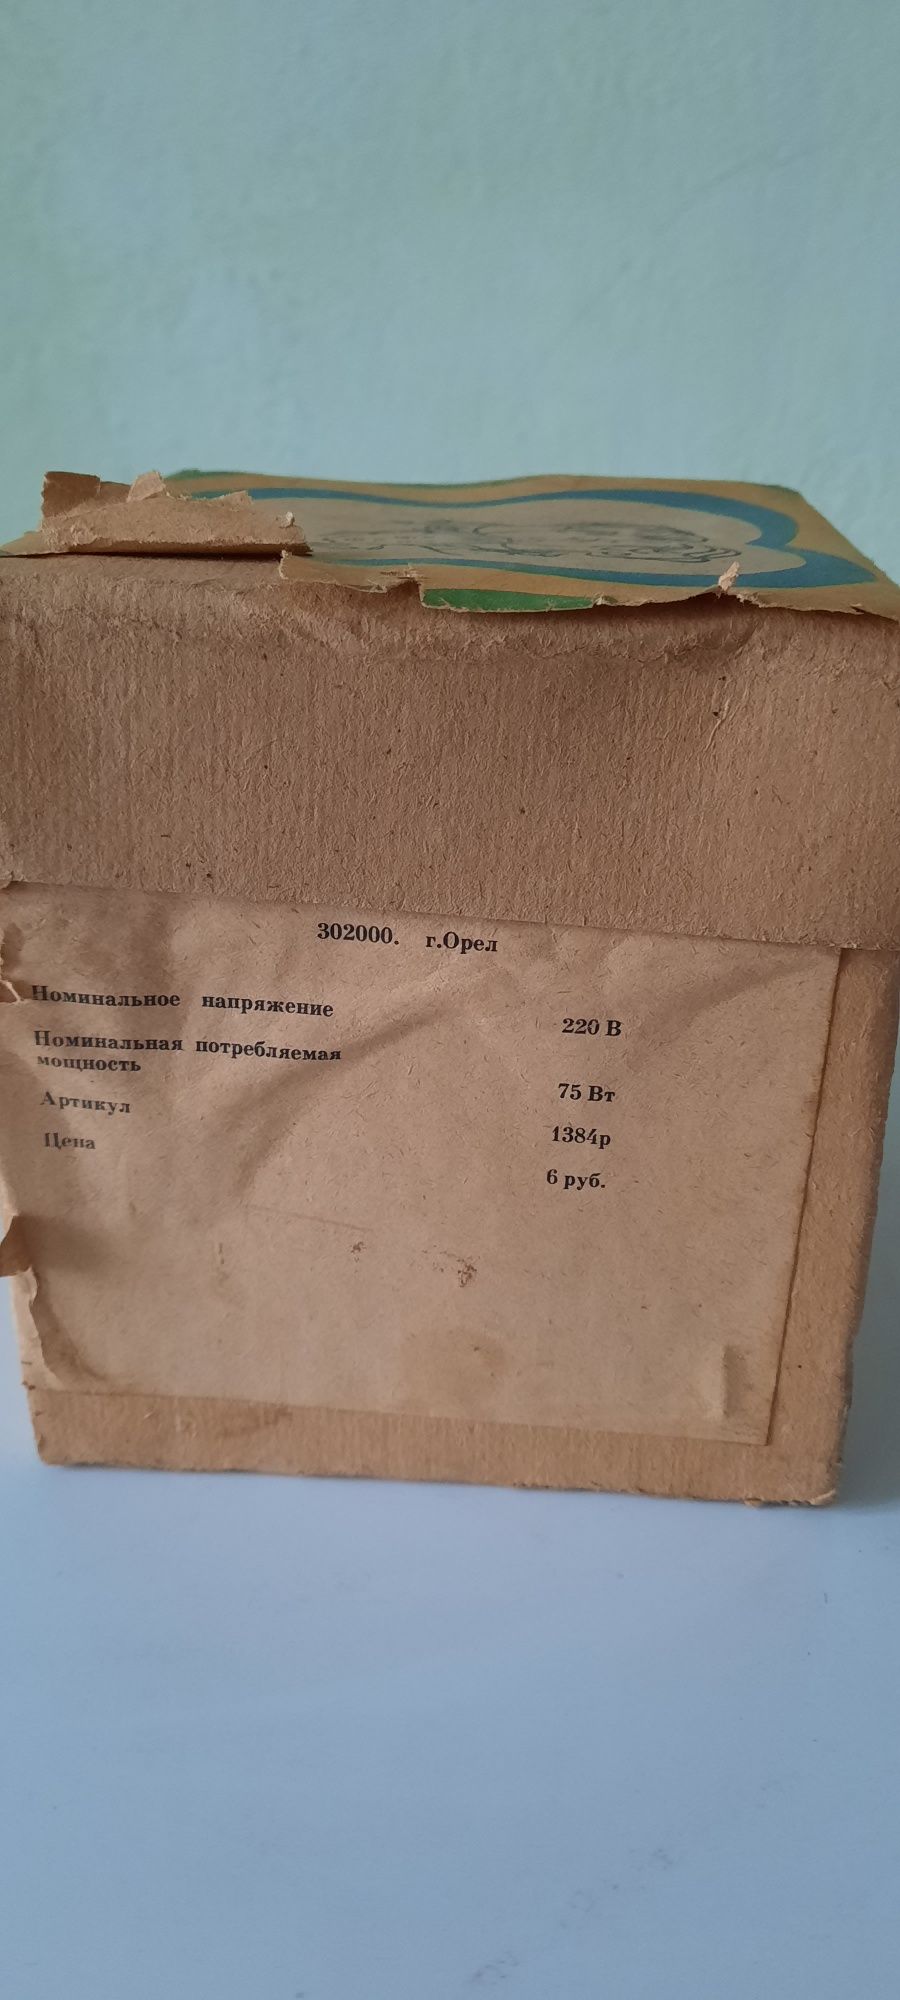 302000. г.Орел
Номинальное напряжение 220 В
Номинальная потребляемая
мощность 75 Вт
Артикул 1384р
Цена 6 руб.